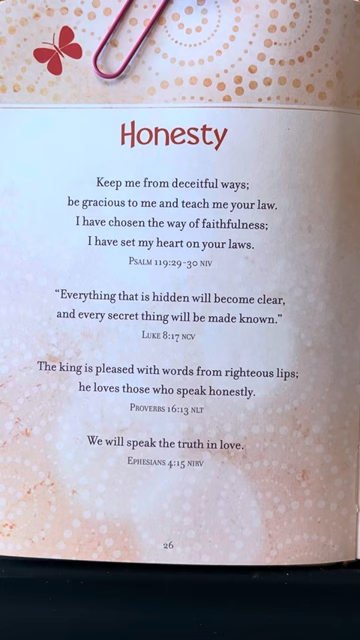 Honesty
Keep me from deceitful ways;
be gracious to me and teach me your law.
I have chosen the way of faithfulness;
I have set my heart on your laws.
Psalm 119:29-30 NIV
“Everything that is hidden will become clear,
and every secret thing will be made known.”
Luke 8:17 NCV
The king is pleased with words from righteous lips;
he loves those who speak honestly.
Proverbs 16:13 NLT
We will speak the truth in love.
Ephesians 4:15 NIRV
26